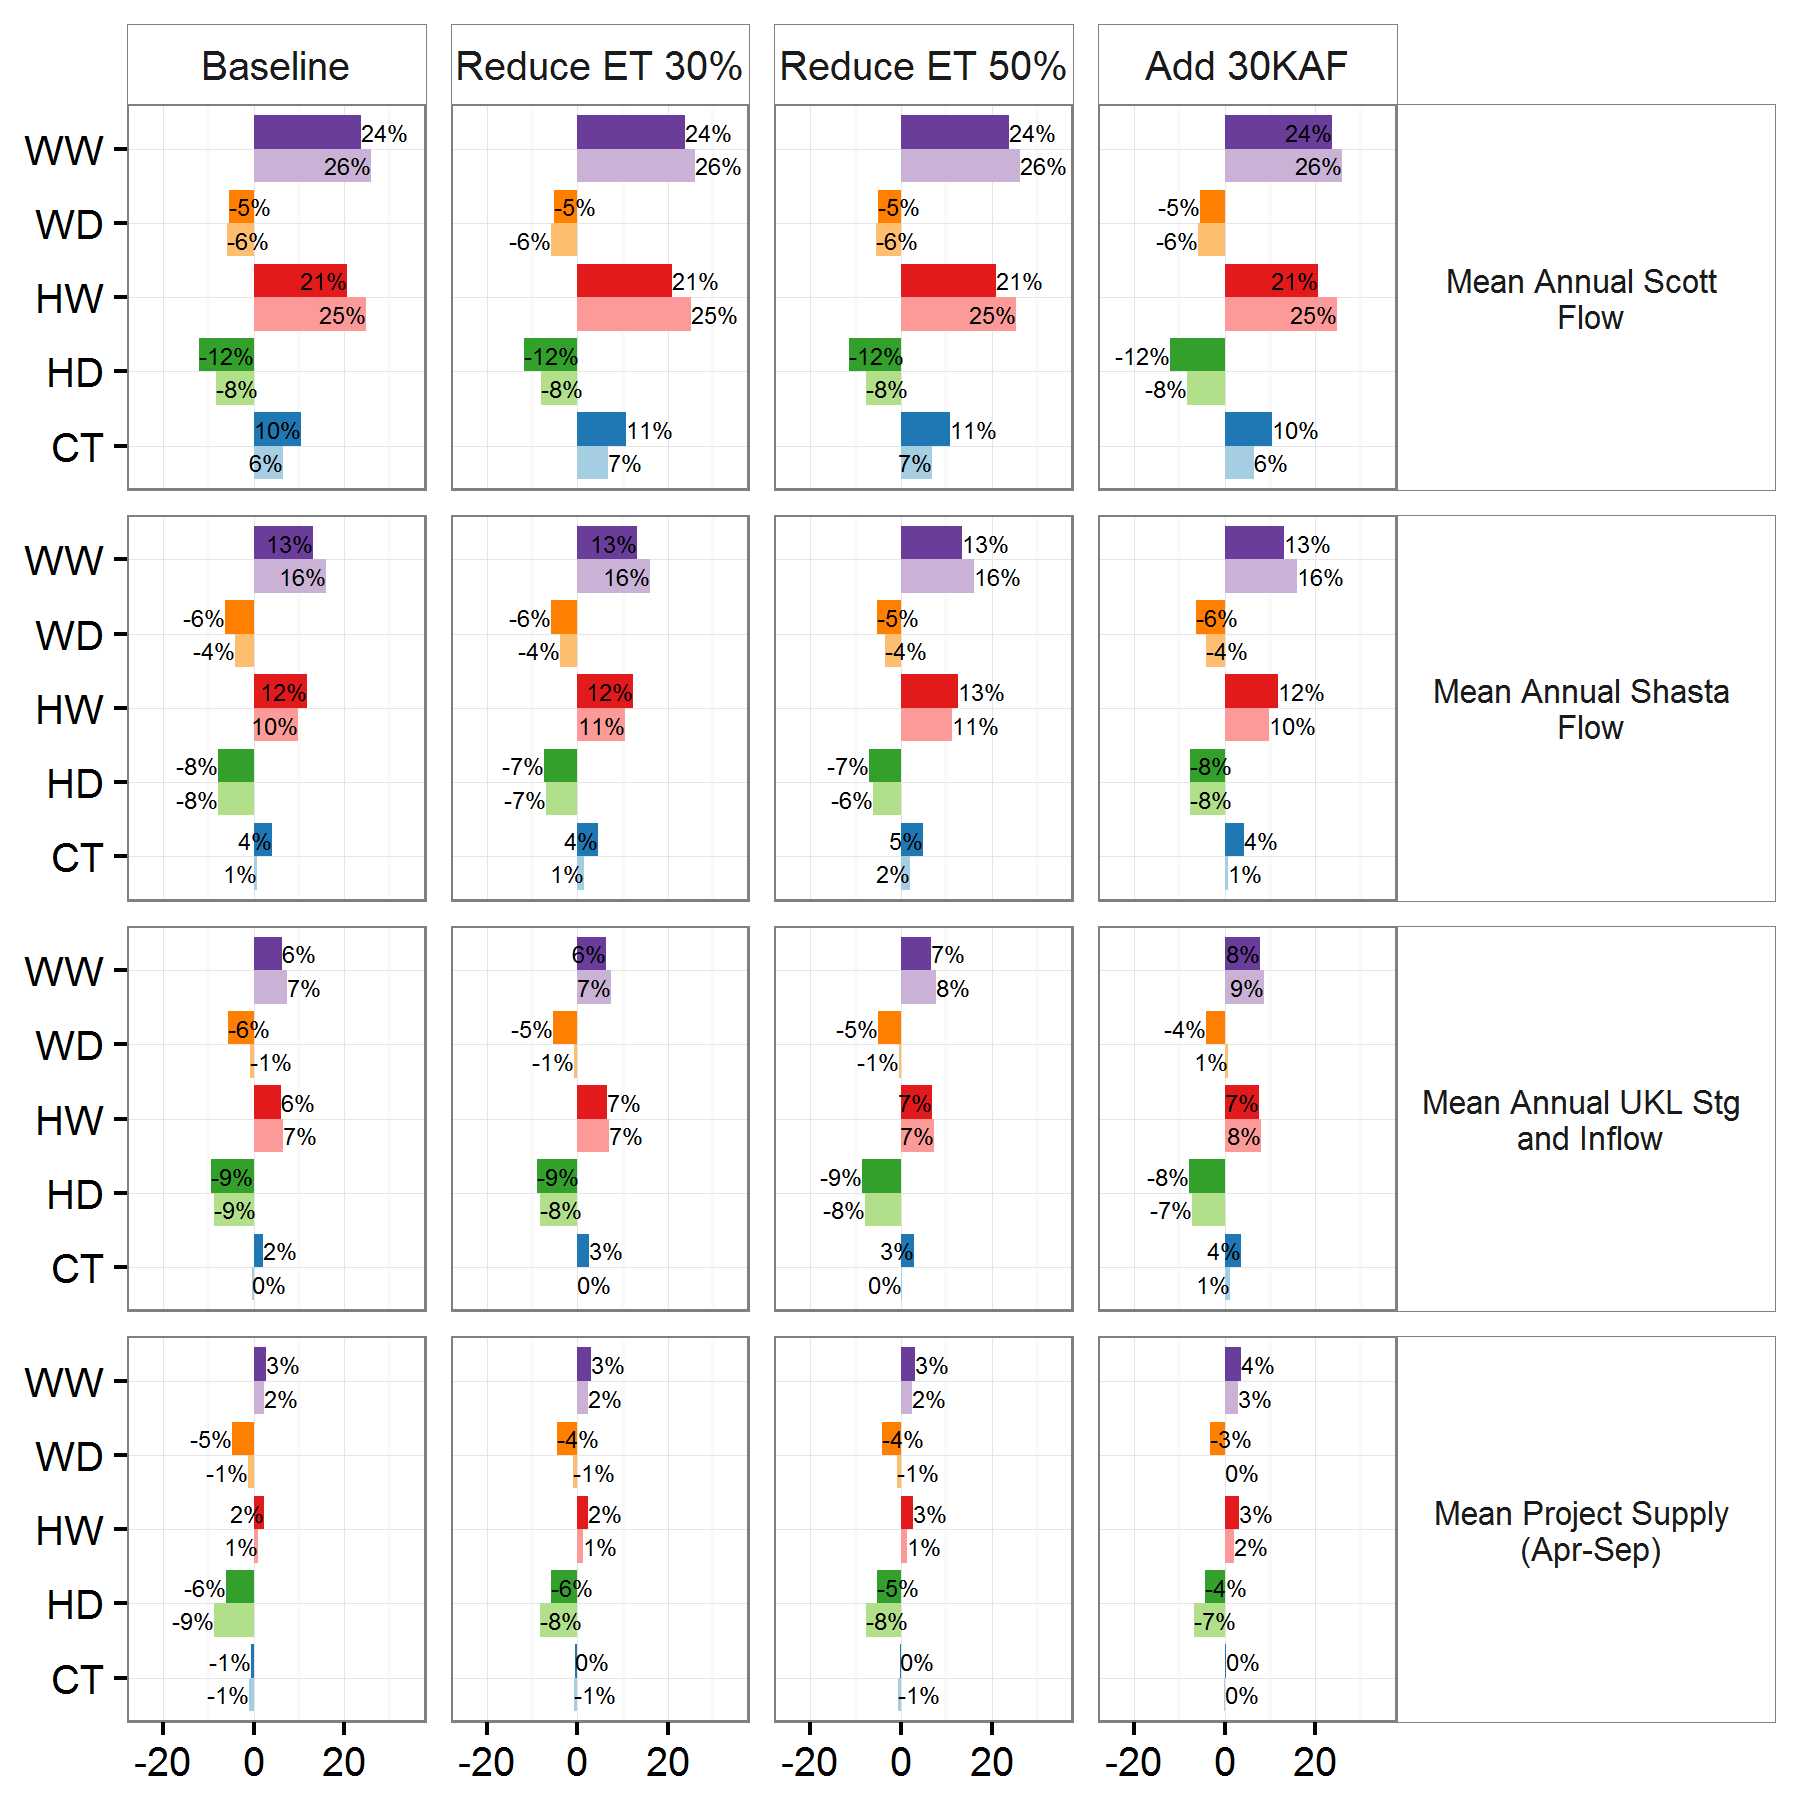 Baseline Reduce ET 30% Reduce ET 50% Add 30KAF
WW 24% 24% 24% 24%
26% 26% 26% 26%
WD -5% -5% -5% -5%
-6% -6% -6% -6%
HW 21% 21% 21% 21%
25% 25% 25% 25%
HD -12% -12% -12% -12%
-8% -8% -8% -8%
CT 10% 11% 11% 10%
6% 7% 7% 6%
Mean Annual Scott
Flow
WW 13% 13% 13% 13%
16% 16% 16% 16%
WD -6% -6% -5% -6%
-4% -4% -4% -4%
HW 12% 12% 13% 12%
10% 11% 11% 10%
HD -8% -7% -7% -8%
-8% -7% -6% -8%
CT 4% 4% 5% 4%
1% 1% 2% 1%
Mean Annual Shasta
Flow
WW 6% 6% 7% 8%
7% 7% 8% 9%
WD -6% -5% -5% -4%
-1% -1% -1% 1%
HW 6% 7% 7% 7%
7% 7% 7% 8%
HD -9% -9% -9% -8%
-9% -8% -8% -7%
CT 2% 3% 3% 4%
0% 0% 0% 1%
Mean Annual UKL Stg
and Inflow
WW 3% 3% 3% 4%
2% 2% 2% 3%
WD -5% -4% -4% -3%
-1% -1% -1% 0%
HW 2% 2% 3% 3%
1% 1% 1% 2%
HD -6% -6% -5% -4%
-9% -8% -8% -7%
CT -1% 0% 0% 0%
-1% -1% -1% 0%
Mean Project Supply
(Apr-Sep)
-20 0 20 -20 0 20 -20 0 20 -20 0 20